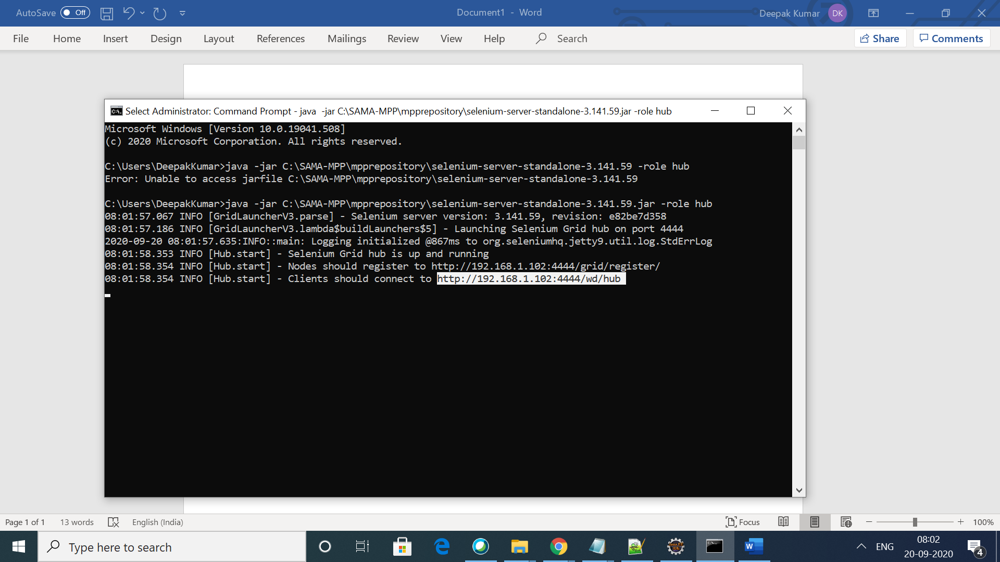 AutoSave Off
Document1 - Word
Deepak Kumar DK
File Home Insert Design Layout References Mailings Review View Help Search Share Comments
Select Administrator: Command Prompt - java  -jar C:\SAMA-MPP\mpprepository\selenium-server-standalone-3.141.59.jar -role hub
Microsoft Windows [Version 10.0.19041.508]
(c) 2020 Microsoft Corporation. All rights reserved.
C:\Users\DeepakKumar>java -jar C:\SAMA-MPP\mpprepository\selenium-server-standalone-3.141.59 -role hub
Error: Unable to access jarfile C:\SAMA-MPP\mpprepository\selenium-server-standalone-3.141.59
C:\Users\DeepakKumar>java -jar C:\SAMA-MPP\mpprepository\selenium-server-standalone-3.141.59.jar -role hub
08:01:57.067 INFO [GridLauncherV3.parse] - Selenium server version: 3.141.59, revision: e82be7d358
08:01:57.186 INFO [GridLauncherV3.lambda$buildLaunchers$5] - Launching Selenium Grid hub on port 4444
2020-09-20 08:01:57.635:INFO::main: Logging initialized @867ms to org.seleniumhq.jetty9.util.log.StdErrLog
08:01:58.353 INFO [Hub.start] - Selenium Grid hub is up and running
08:01:58.354 INFO [Hub.start] - Nodes should register to http://192.168.1.102:4444/grid/register/
08:01:58.354 INFO [Hub.start] - Clients should connect to http://192.168.1.102:4444/wd/hub
Page 1 of 1 13 words English (India) Focus 100%
Type here to search
ENG
08:02
20-09-2020
4